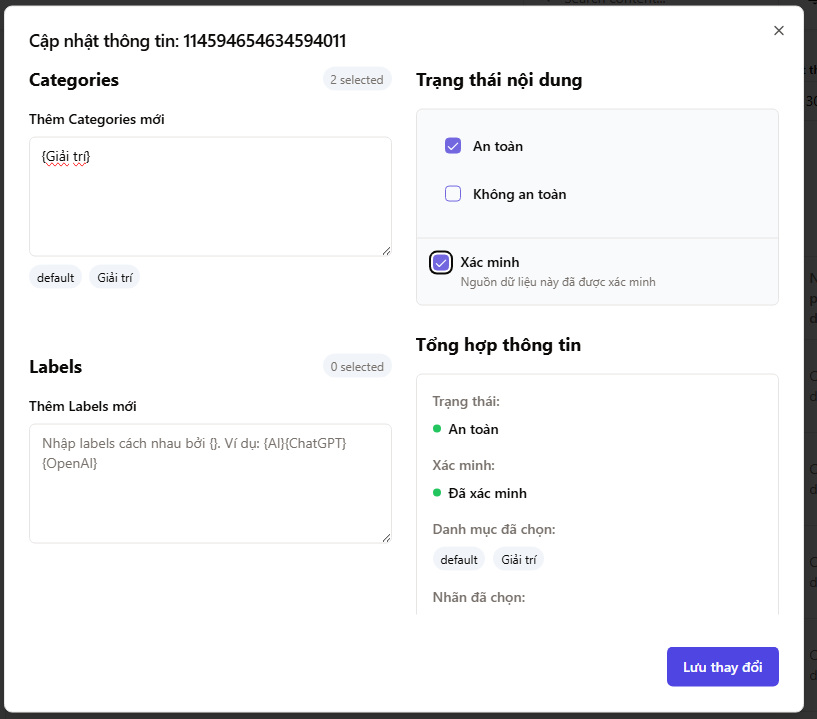 Search content...
Cập nhật thông tin: 114594654634594011
Categories
2 selected
Thêm Categories mới
{Giải trí}
default
Giải trí
Labels
0 selected
Thêm Labels mới
Nhập labels cách nhau bởi {}. Ví dụ: {AI}{ChatGPT}
{OpenAI}
Trạng thái nội dung
An toàn
Không an toàn
Xác minh
Nguồn dữ liệu này đã được xác minh
Tổng hợp thông tin
Trạng thái:
An toàn
Xác minh:
Đã xác minh
Danh mục đã chọn:
default
Giải trí
Nhãn đã chọn:
Lưu thay đổi